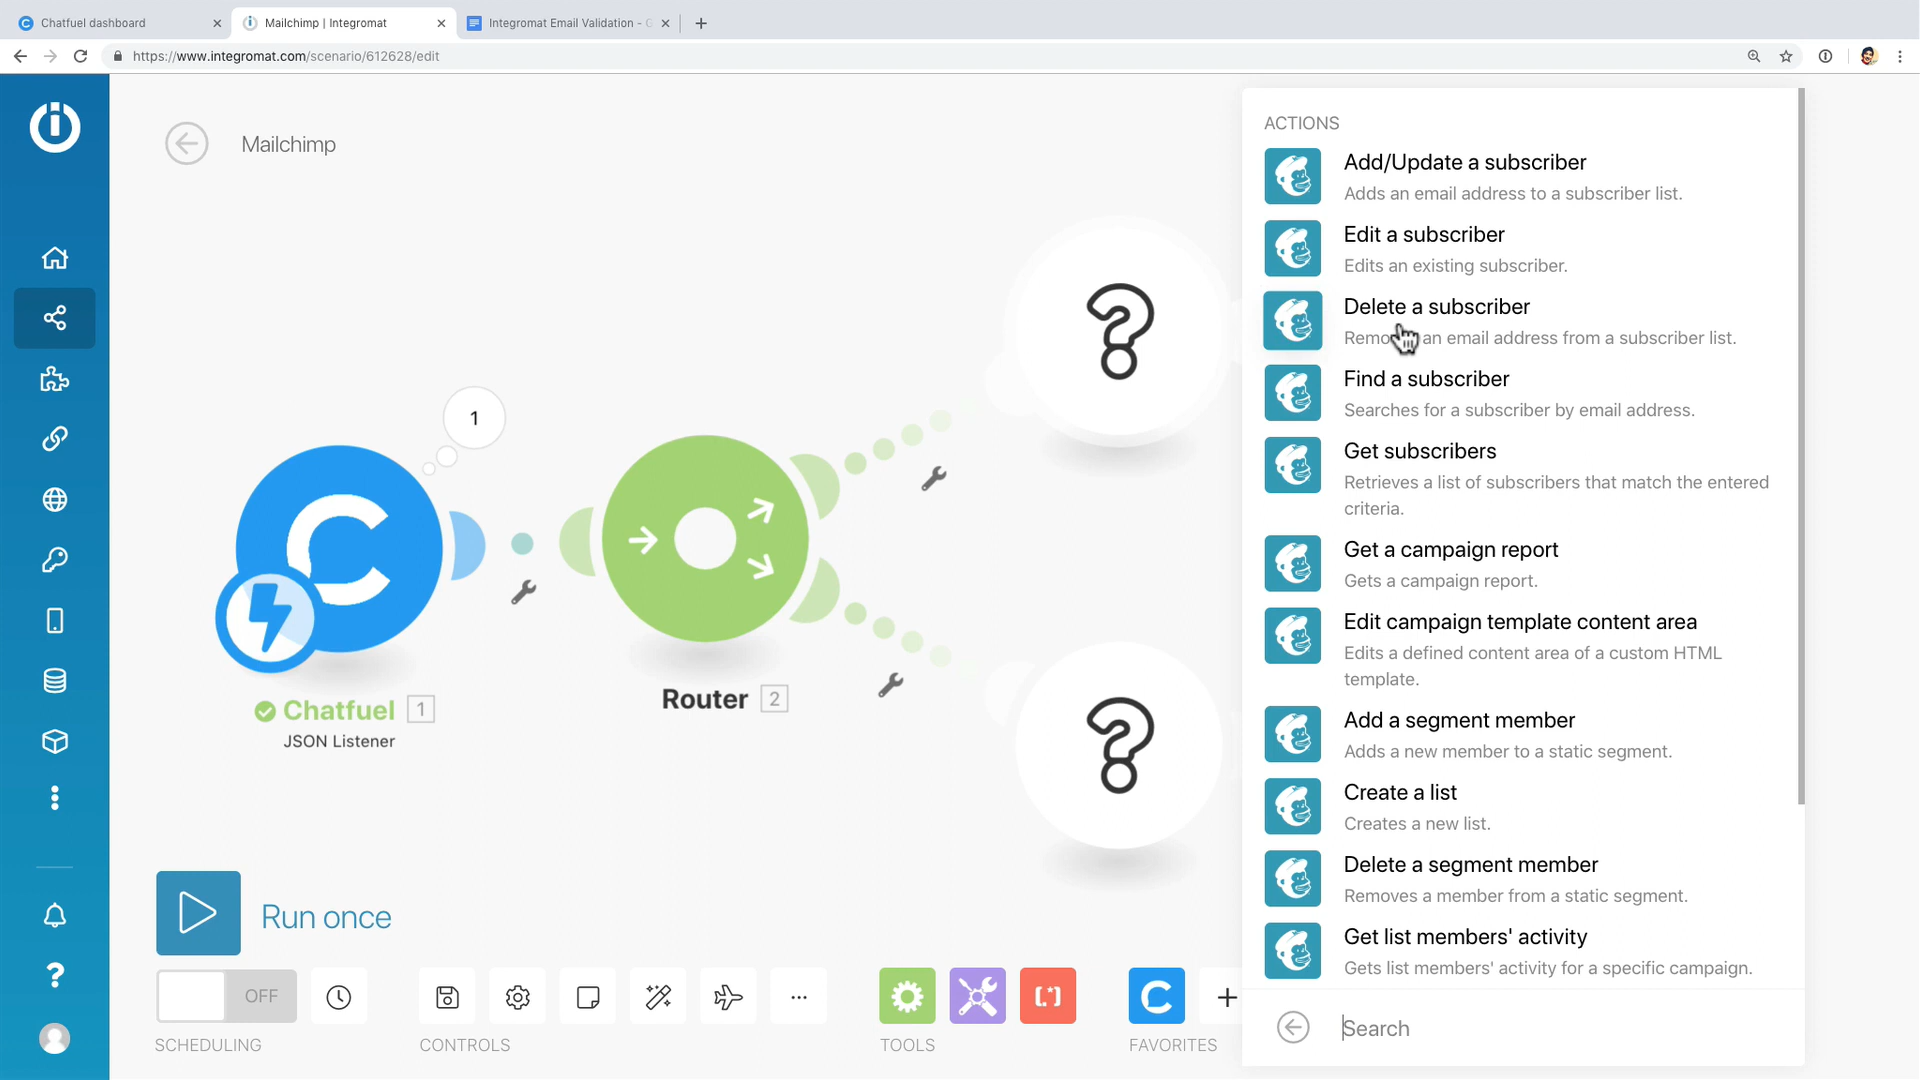 Chatfuel dashboard
Mailchimp | Integromat
Integromat Email Validation - G
https://www.integromat.com/scenario/612628/edit
Mailchimp
1
Chatfuel 1
JSON Listener
Router 2
Run once
OFF
SCHEDULING
CONTROLS
TOOLS
FAVORITES
ACTIONS
Add/Update a subscriber
Adds an email address to a subscriber list.
Edit a subscriber
Edits an existing subscriber.
Delete a subscriber
an email address from a subscriber list.
Find a subscriber
Searches for a subscriber by email address.
Get subscribers
Retrieves a list of subscribers that match the entered
criteria.
Get a campaign report
Gets a campaign report.
Edit campaign template content area
Edits a defined content area of a custom HTML
template.
Add a segment member
Adds a new member to a static segment.
Create a list
Creates a new list.
Delete a segment member
Removes a member from a static segment.
Get list members' activity
Gets list members' activity for a specific campaign.
Search